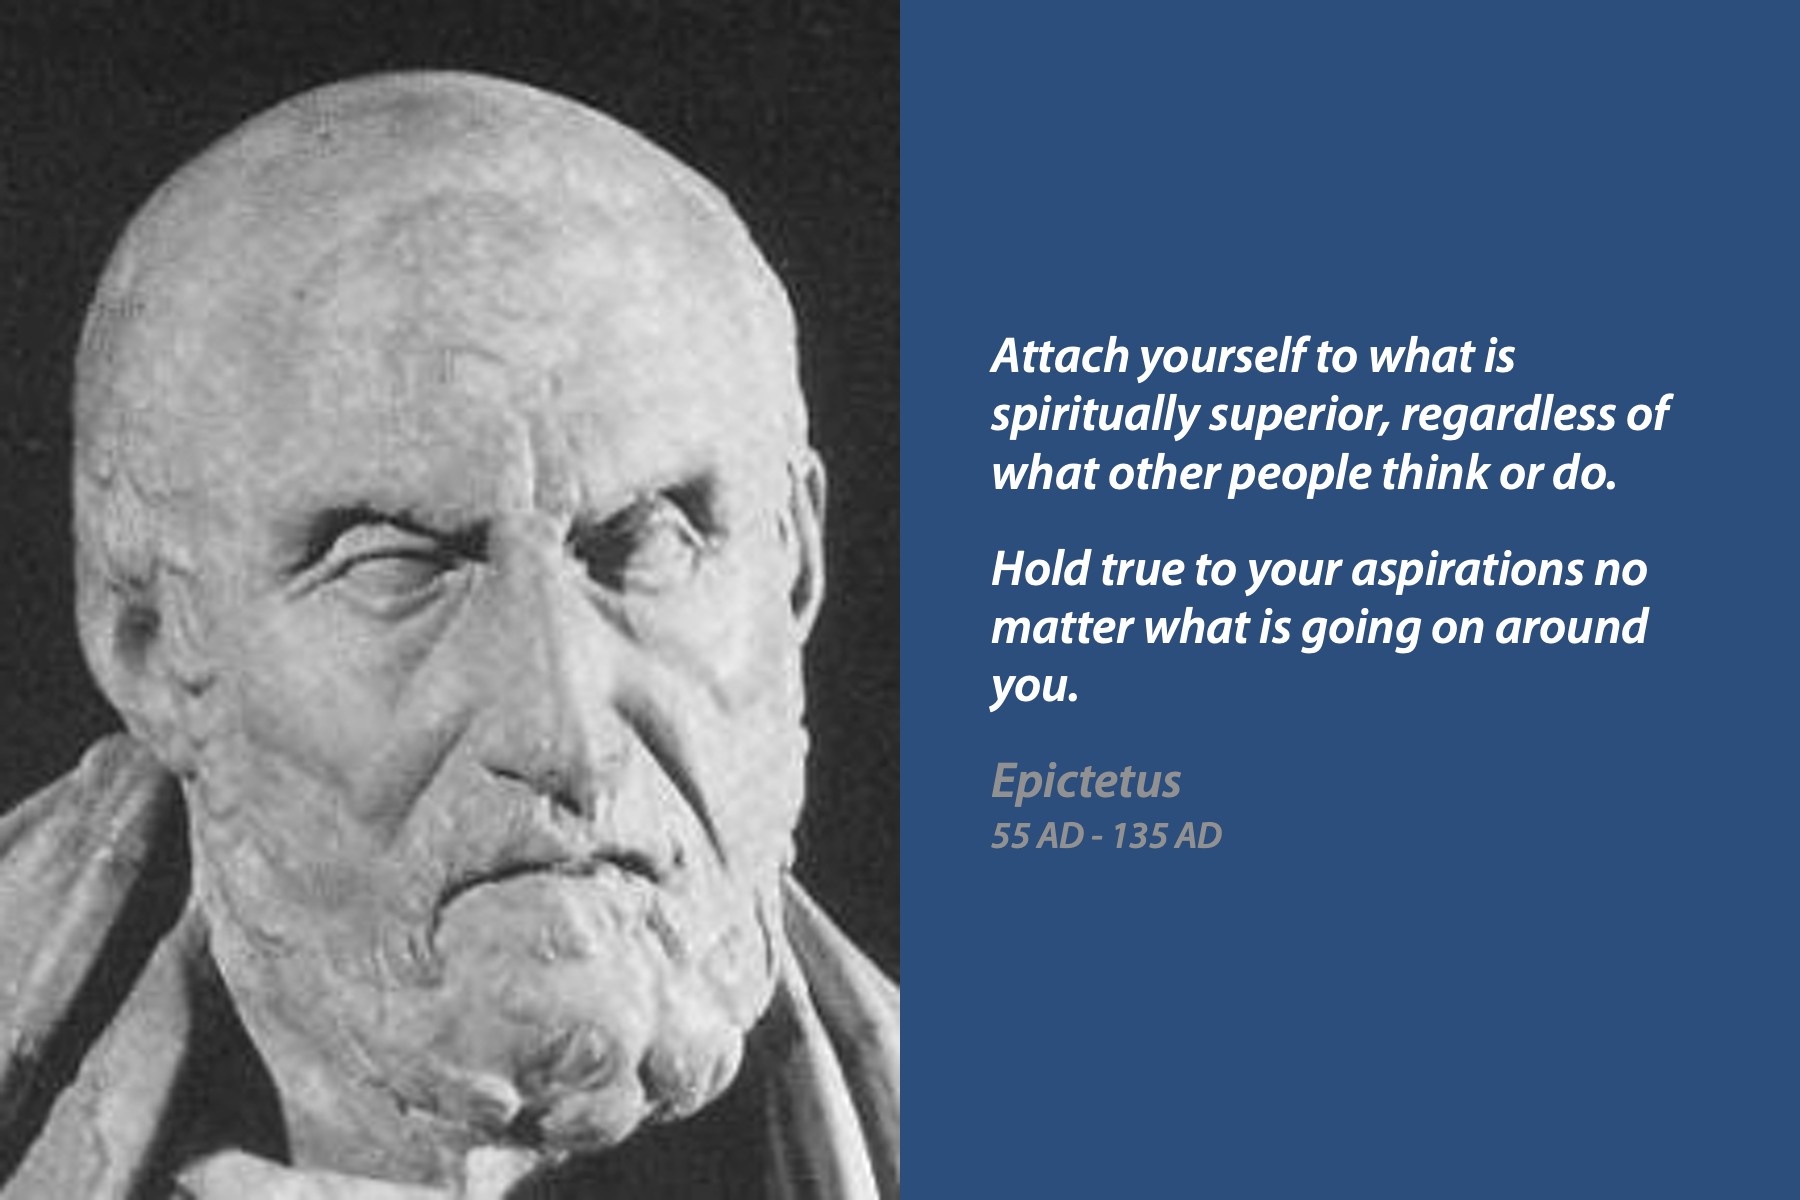 Attach yourself to what is
spiritually superior, regardless of
what other people think or do.
Hold true to your aspirations no
matter what is going on around
you.
Epictetus
55 AD - 135 AD